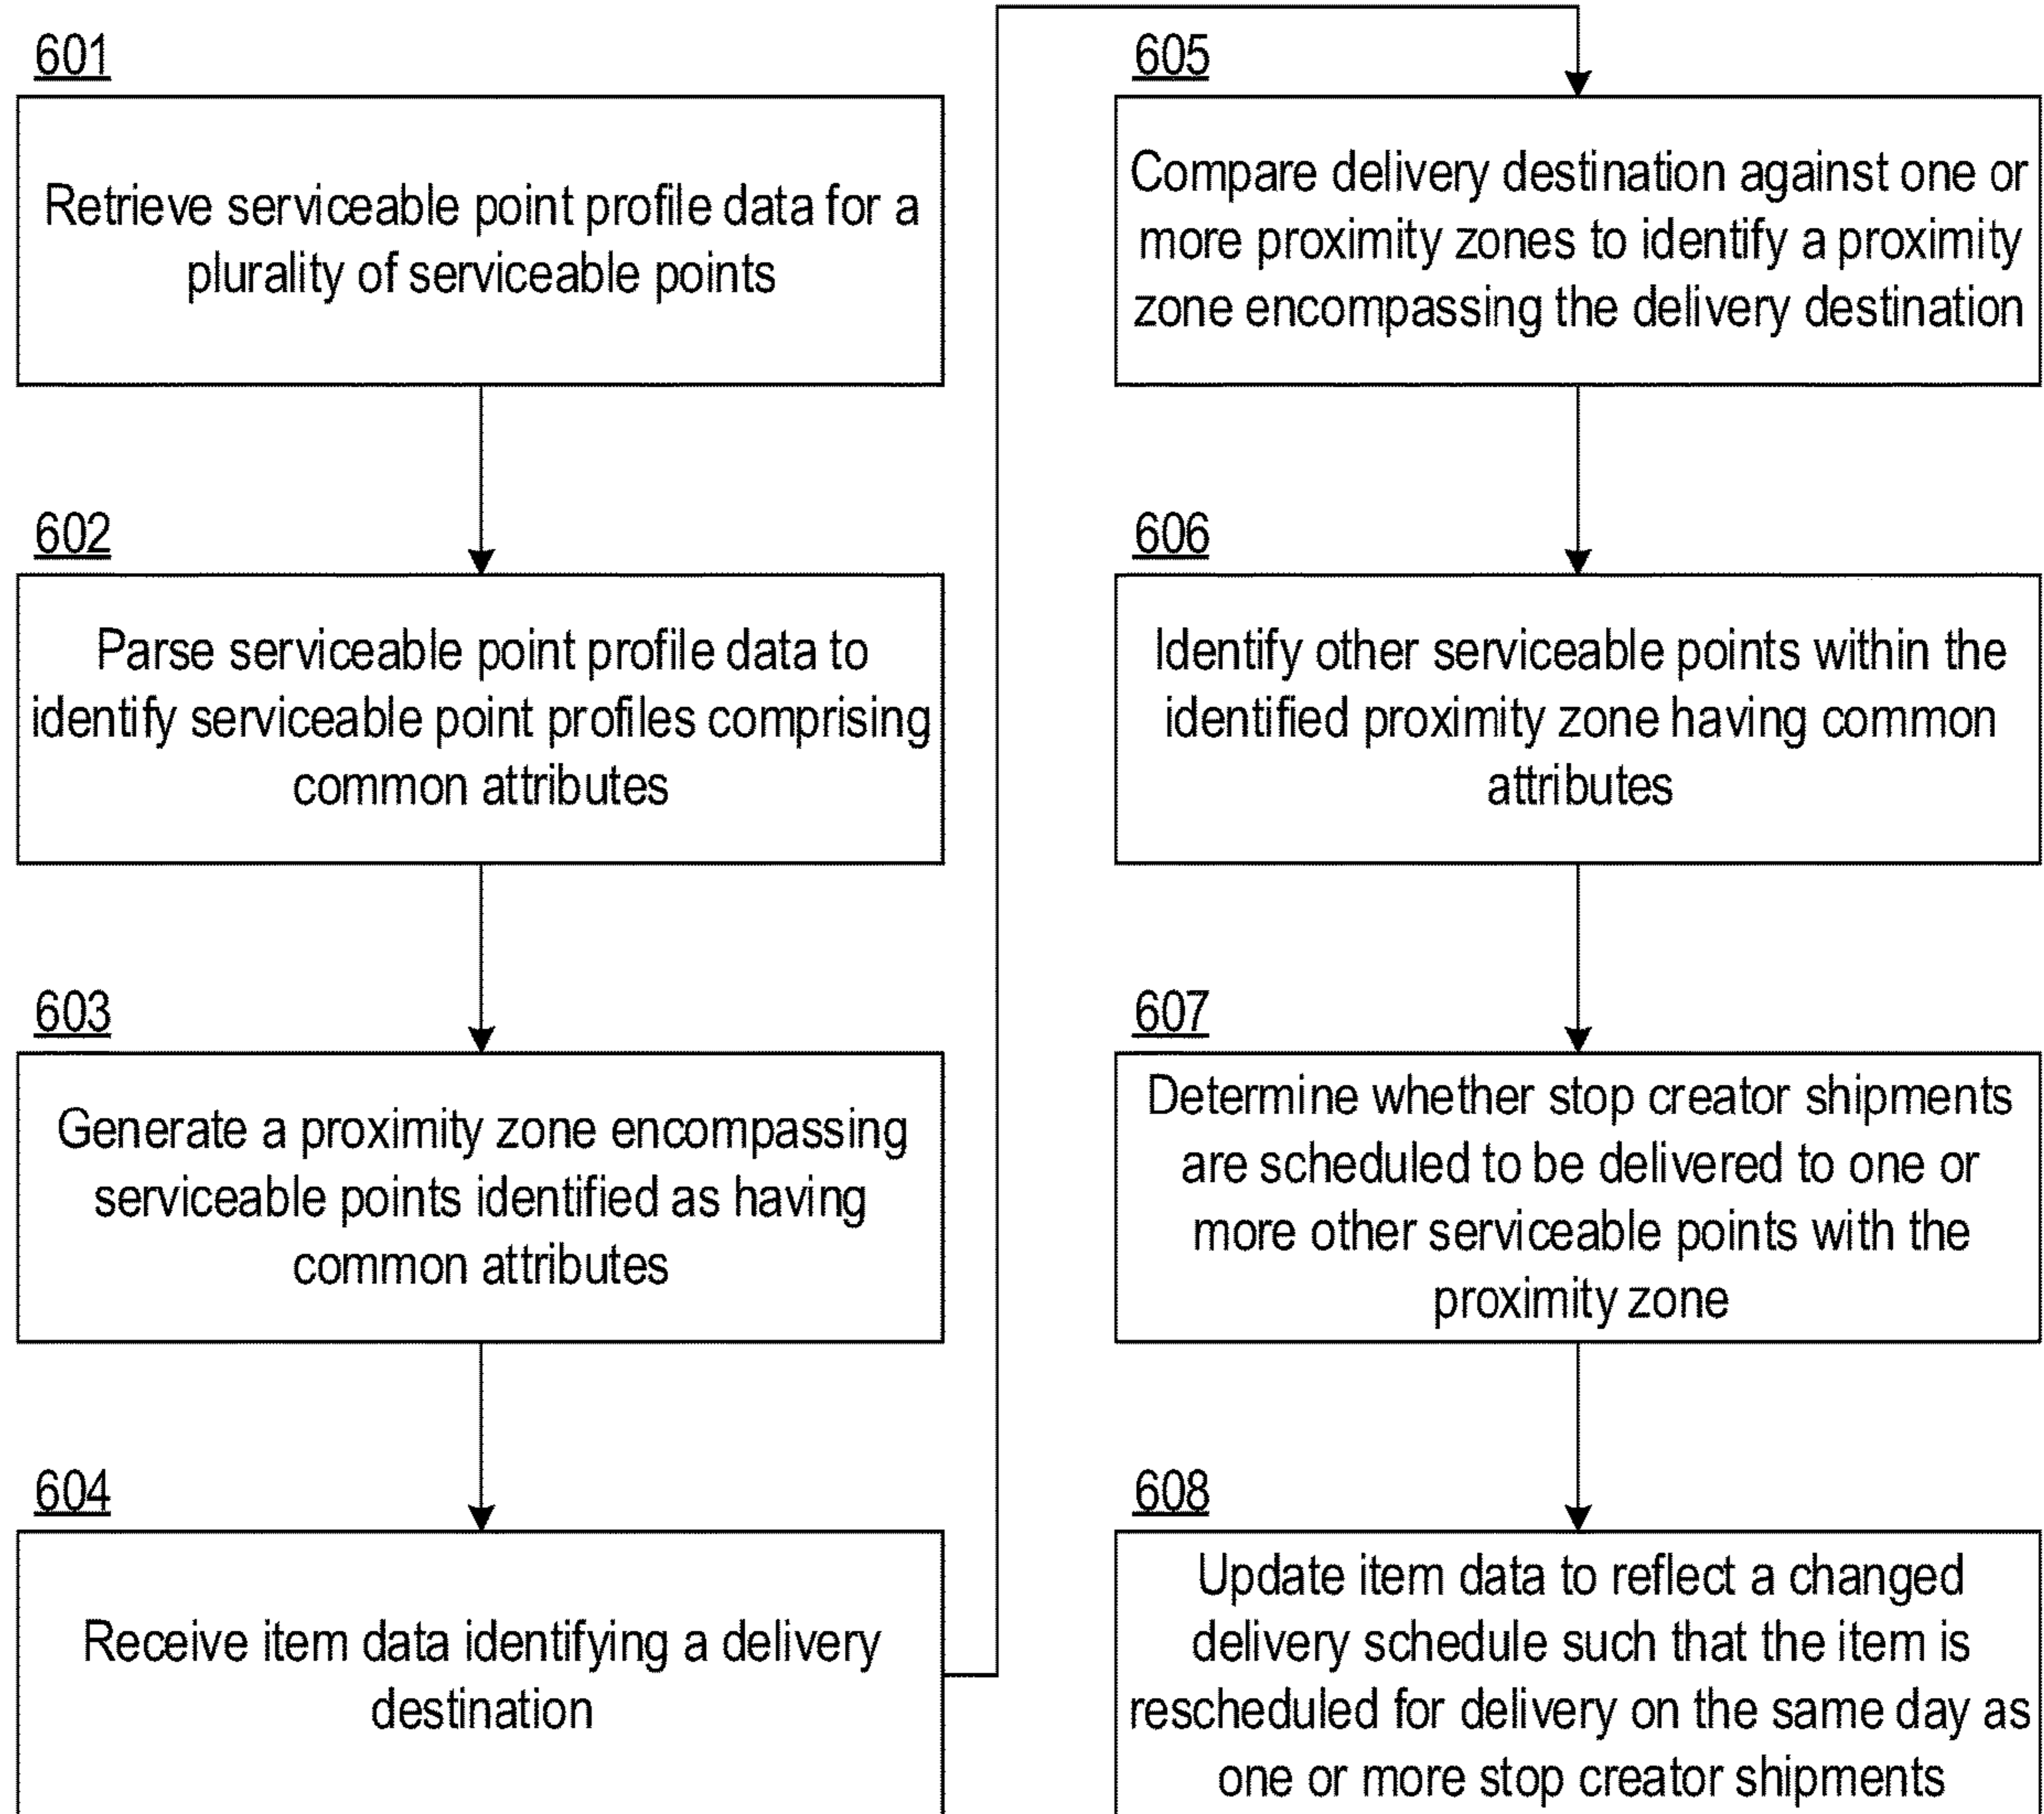 601
Retrieve serviceable point profile data for a
plurality of serviceable points
602
Parse serviceable point profile data to
identify serviceable point profiles comprising
common attributes
603
Generate a proximity zone encompassing
serviceable points identified as having
common attributes
604
Receive item data identifying a delivery
destination
605
Compare delivery destination against one or
more proximity zones to identify a proximity
zone encompassing the delivery destination
606
Identify other serviceable points within the
identified proximity zone having common
attributes
607
Determine whether stop creator shipments
are scheduled to be delivered to one or
more other serviceable points with the
proximity zone
608
Update item data to reflect a changed
delivery schedule such that the item is
rescheduled for delivery on the same day as
one or more stop creator shipments